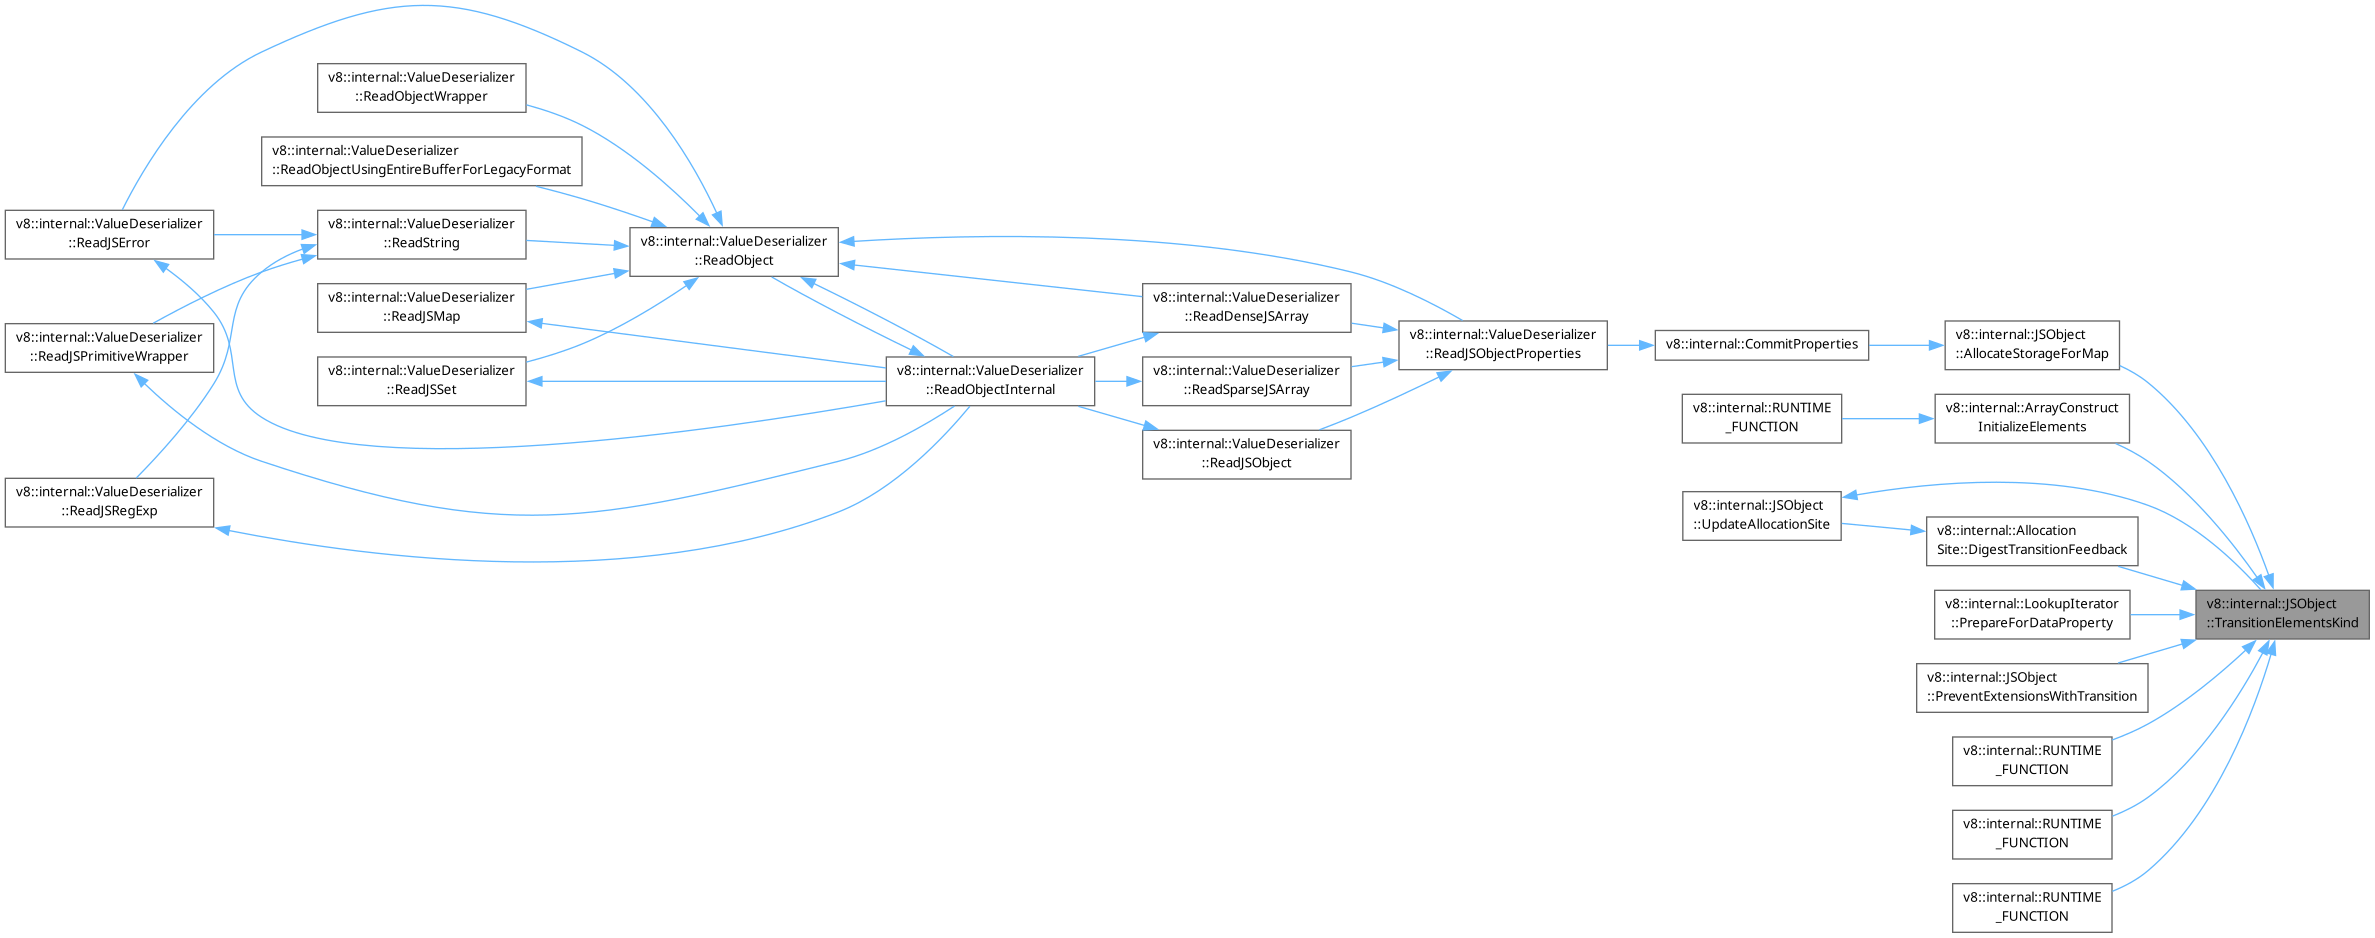 v8::internal::ValueDeserializer
::ReadJSError
v8::internal::ValueDeserializer
::ReadJSPrimitiveWrapper
v8::internal::ValueDeserializer
::ReadJSRegExp
v8::internal::ValueDeserializer
::ReadObjectWrapper
v8::internal::ValueDeserializer
::ReadObjectUsingEntireBufferForLegacyFormat
v8::internal::ValueDeserializer
::ReadString
v8::internal::ValueDeserializer
::ReadJSMap
v8::internal::ValueDeserializer
::ReadJSSet
v8::internal::ValueDeserializer
::ReadObject
v8::internal::ValueDeserializer
::ReadObjectInternal
v8::internal::ValueDeserializer
::ReadDenseJSArray
v8::internal::ValueDeserializer
::ReadSparseJSArray
v8::internal::ValueDeserializer
::ReadJSObject
v8::internal::ValueDeserializer
::ReadJSObjectProperties
v8::internal::CommitProperties
v8::internal::RUNTIME
_FUNCTION
v8::internal::JSObject
::UpdateAllocationSite
v8::internal::JSObject
::AllocateStorageForMap
v8::internal::ArrayConstruct
InitializeElements
v8::internal::Allocation
Site::DigestTransitionFeedback
v8::internal::LookupIterator
::PrepareForDataProperty
v8::internal::JSObject
::PreventExtensionsWithTransition
v8::internal::RUNTIME
_FUNCTION
v8::internal::RUNTIME
_FUNCTION
v8::internal::RUNTIME
_FUNCTION
v8::internal::JSObject
::TransitionElementsKind